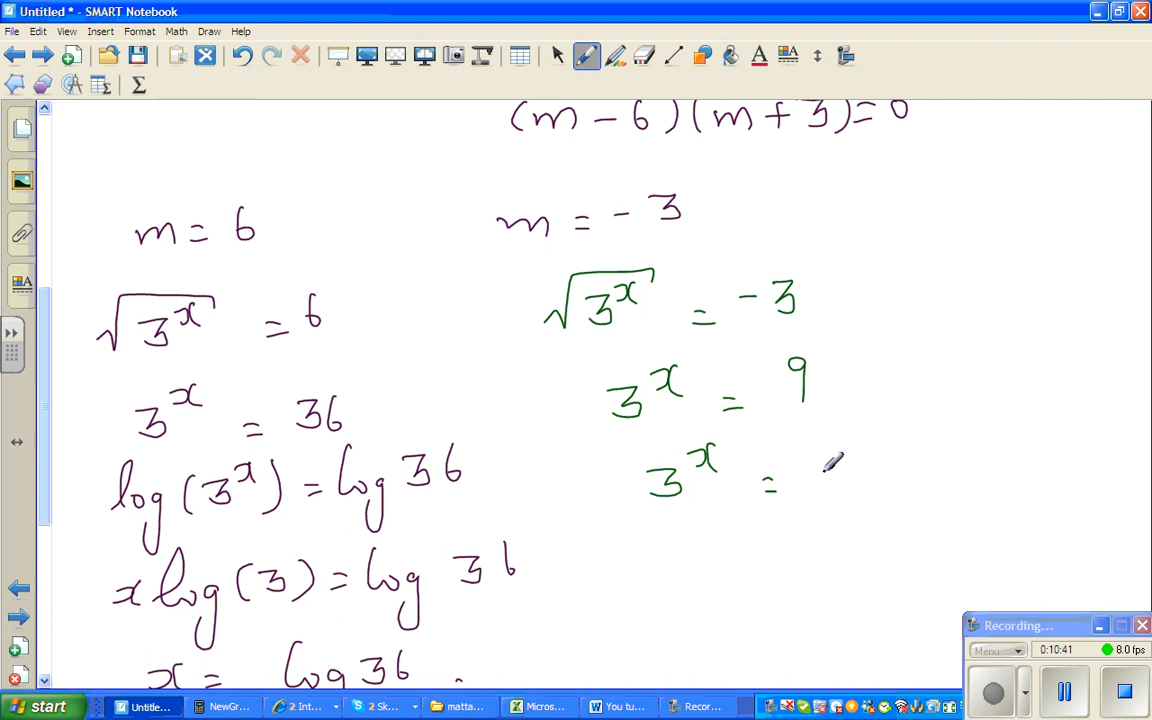 Untitled * - SMART Notebook
File Edit View Insert Format Math Draw Help
(m - 6)(m + 3) = 0
m = 6
m = - 3
√3^x = 6
√3^x = - 3
3^x = 36
3^x = 9
log (3^x) = log 36
3^x =
x log (3) = log 36
x = log 36
Recording...
Menu
0:10:41
8.0 fps
start
Untitle...
NewGr...
2 Int...
2 Sk...
matta...
Micros...
You tu...
Recor...